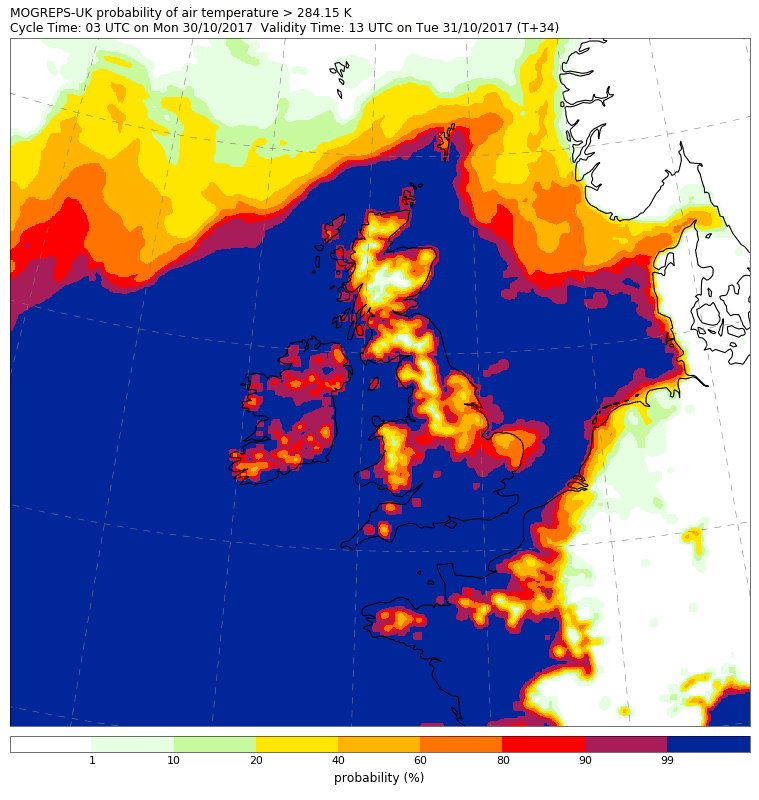 MOGREPS-UK probability of air temperature > 284.15 K
Cycle Time: 03 UTC on Mon 30/10/2017  Validity Time: 13 UTC on Tue 31/10/2017 (T+34)
1 10 20 40 60 80 90 99
probability (%)